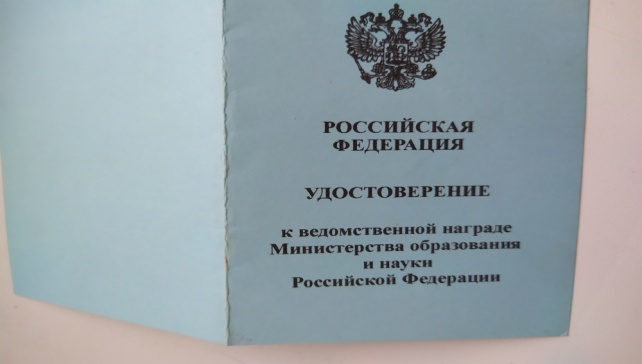 РОССИЙСКАЯ
ФЕДЕРАЦИЯ
УДОСТОВЕРЕНИЕ
к ведомственной награде
Министерства образования
и науки
Российской Федерации